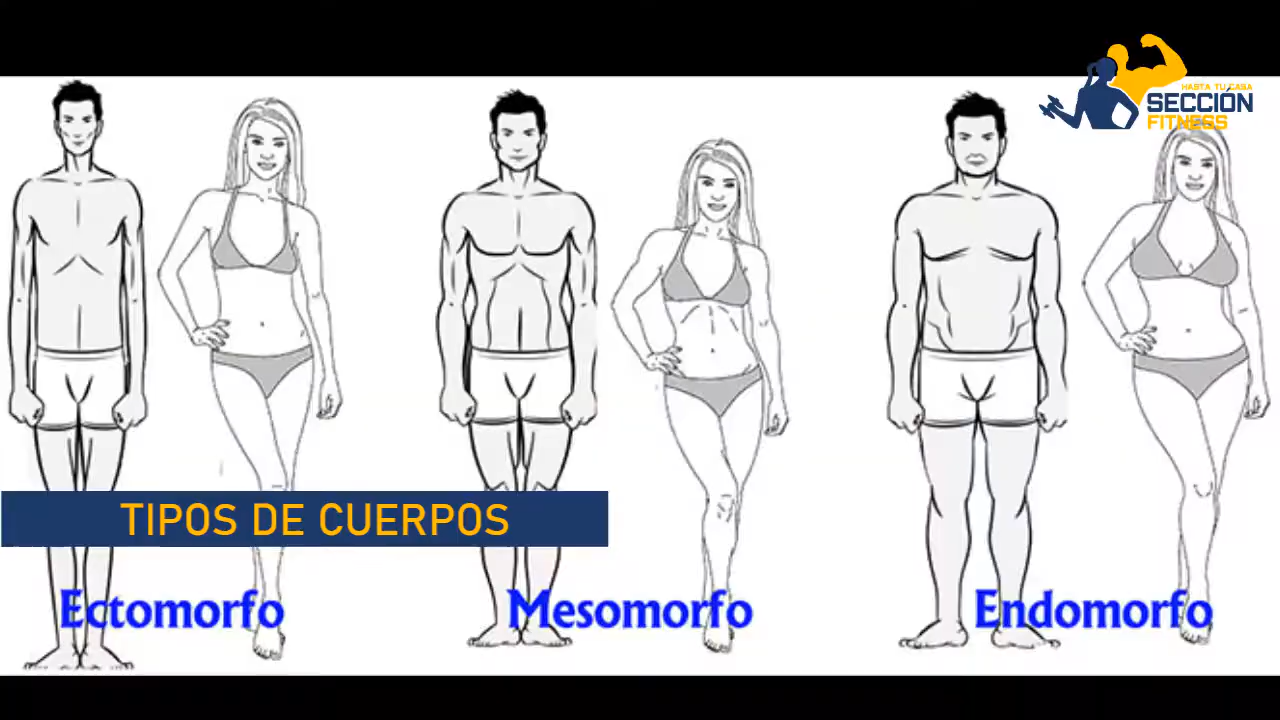 HASTA TU CASA
SECCIÓN
FITNESS
TIPOS DE CUERPOS
Ectomorfo
Mesomorfo
Endomorfo